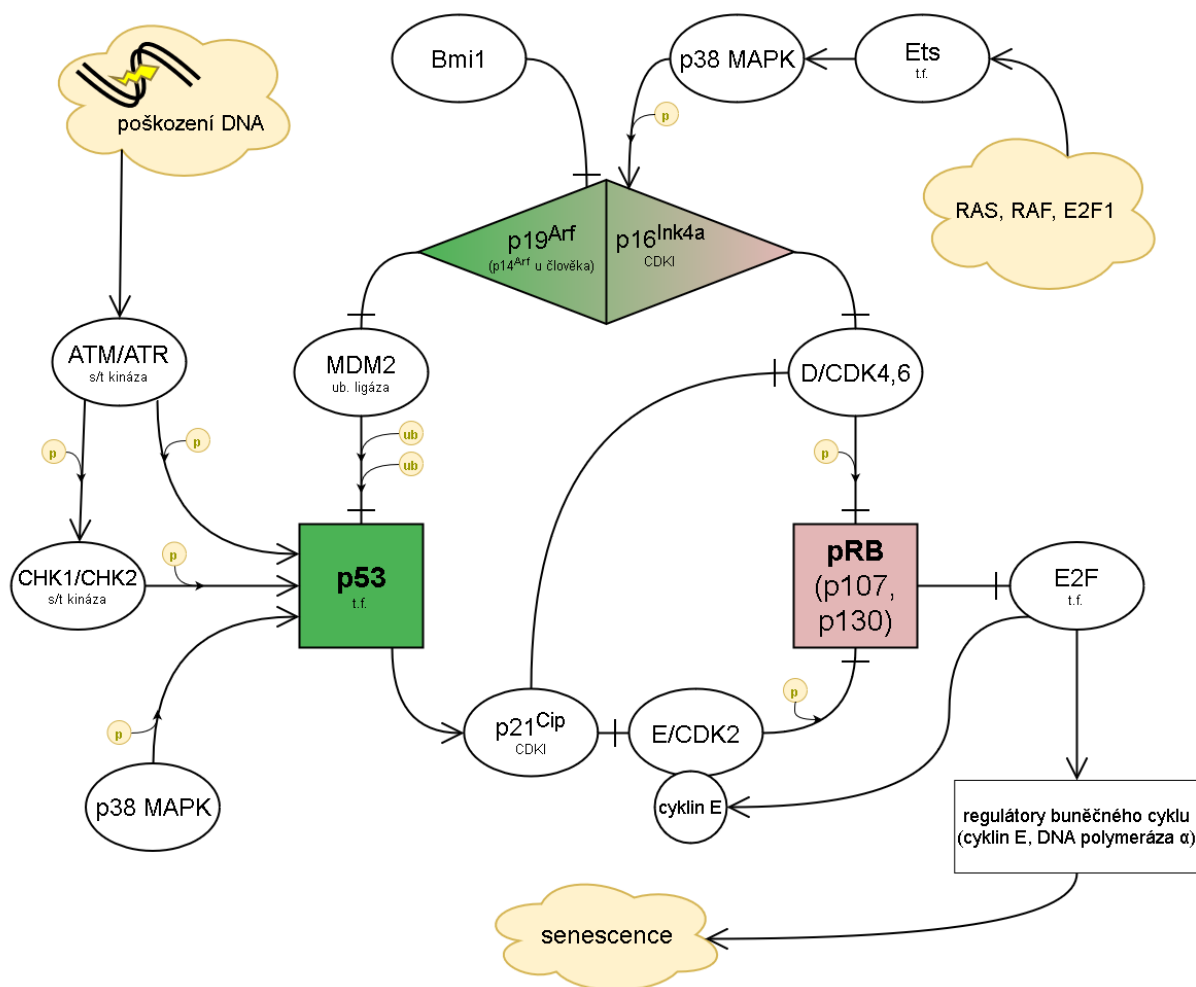 poškození DNA
Bmi1
p38 MAPK
Ets
t.f.
p
RAS, RAF, E2F1
p19Arf
(p14Arf u člověka)
p16Ink4a
CDKI
ATM/ATR
s/t kináza
MDM2
ub. ligáza
D/CDK4,6
p
p
ub
ub
p
CHK1/CHK2
s/t kináza
p
p53
t.f.
pRB
(p107,
p130)
E2F
t.f.
p
p38 MAPK
p21Cip
CDKI
E/CDK2
p
cyklin E
regulátory buněčného cyklu
(cyklin E, DNA polymeráza α)
senescence